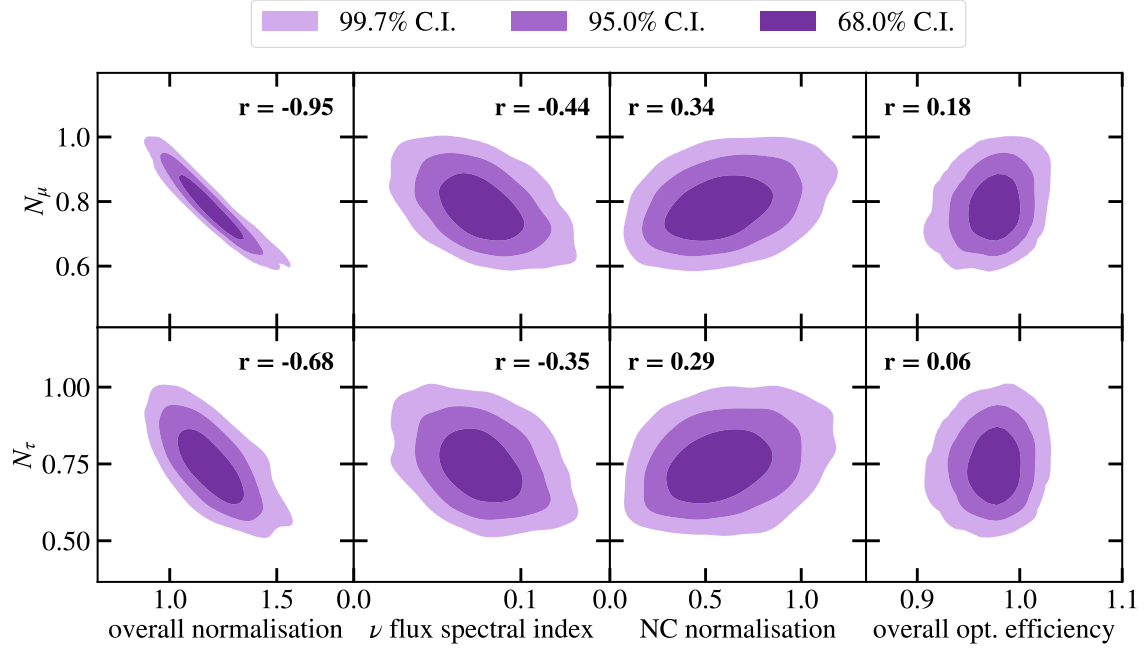 99.7% C.I. 95.0% C.I. 68.0% C.I.
r = -0.95 r = -0.44 r = 0.34 r = 0.18
1.0
0.8
0.6
N_μ
r = -0.68 r = -0.35 r = 0.29 r = 0.06
1.00
0.75
0.50
N_τ
1.0 1.5 0.0 0.1 0.0 0.5 1.0 0.9 1.0 1.1
overall normalisation ν flux spectral index NC normalisation overall opt. efficiency